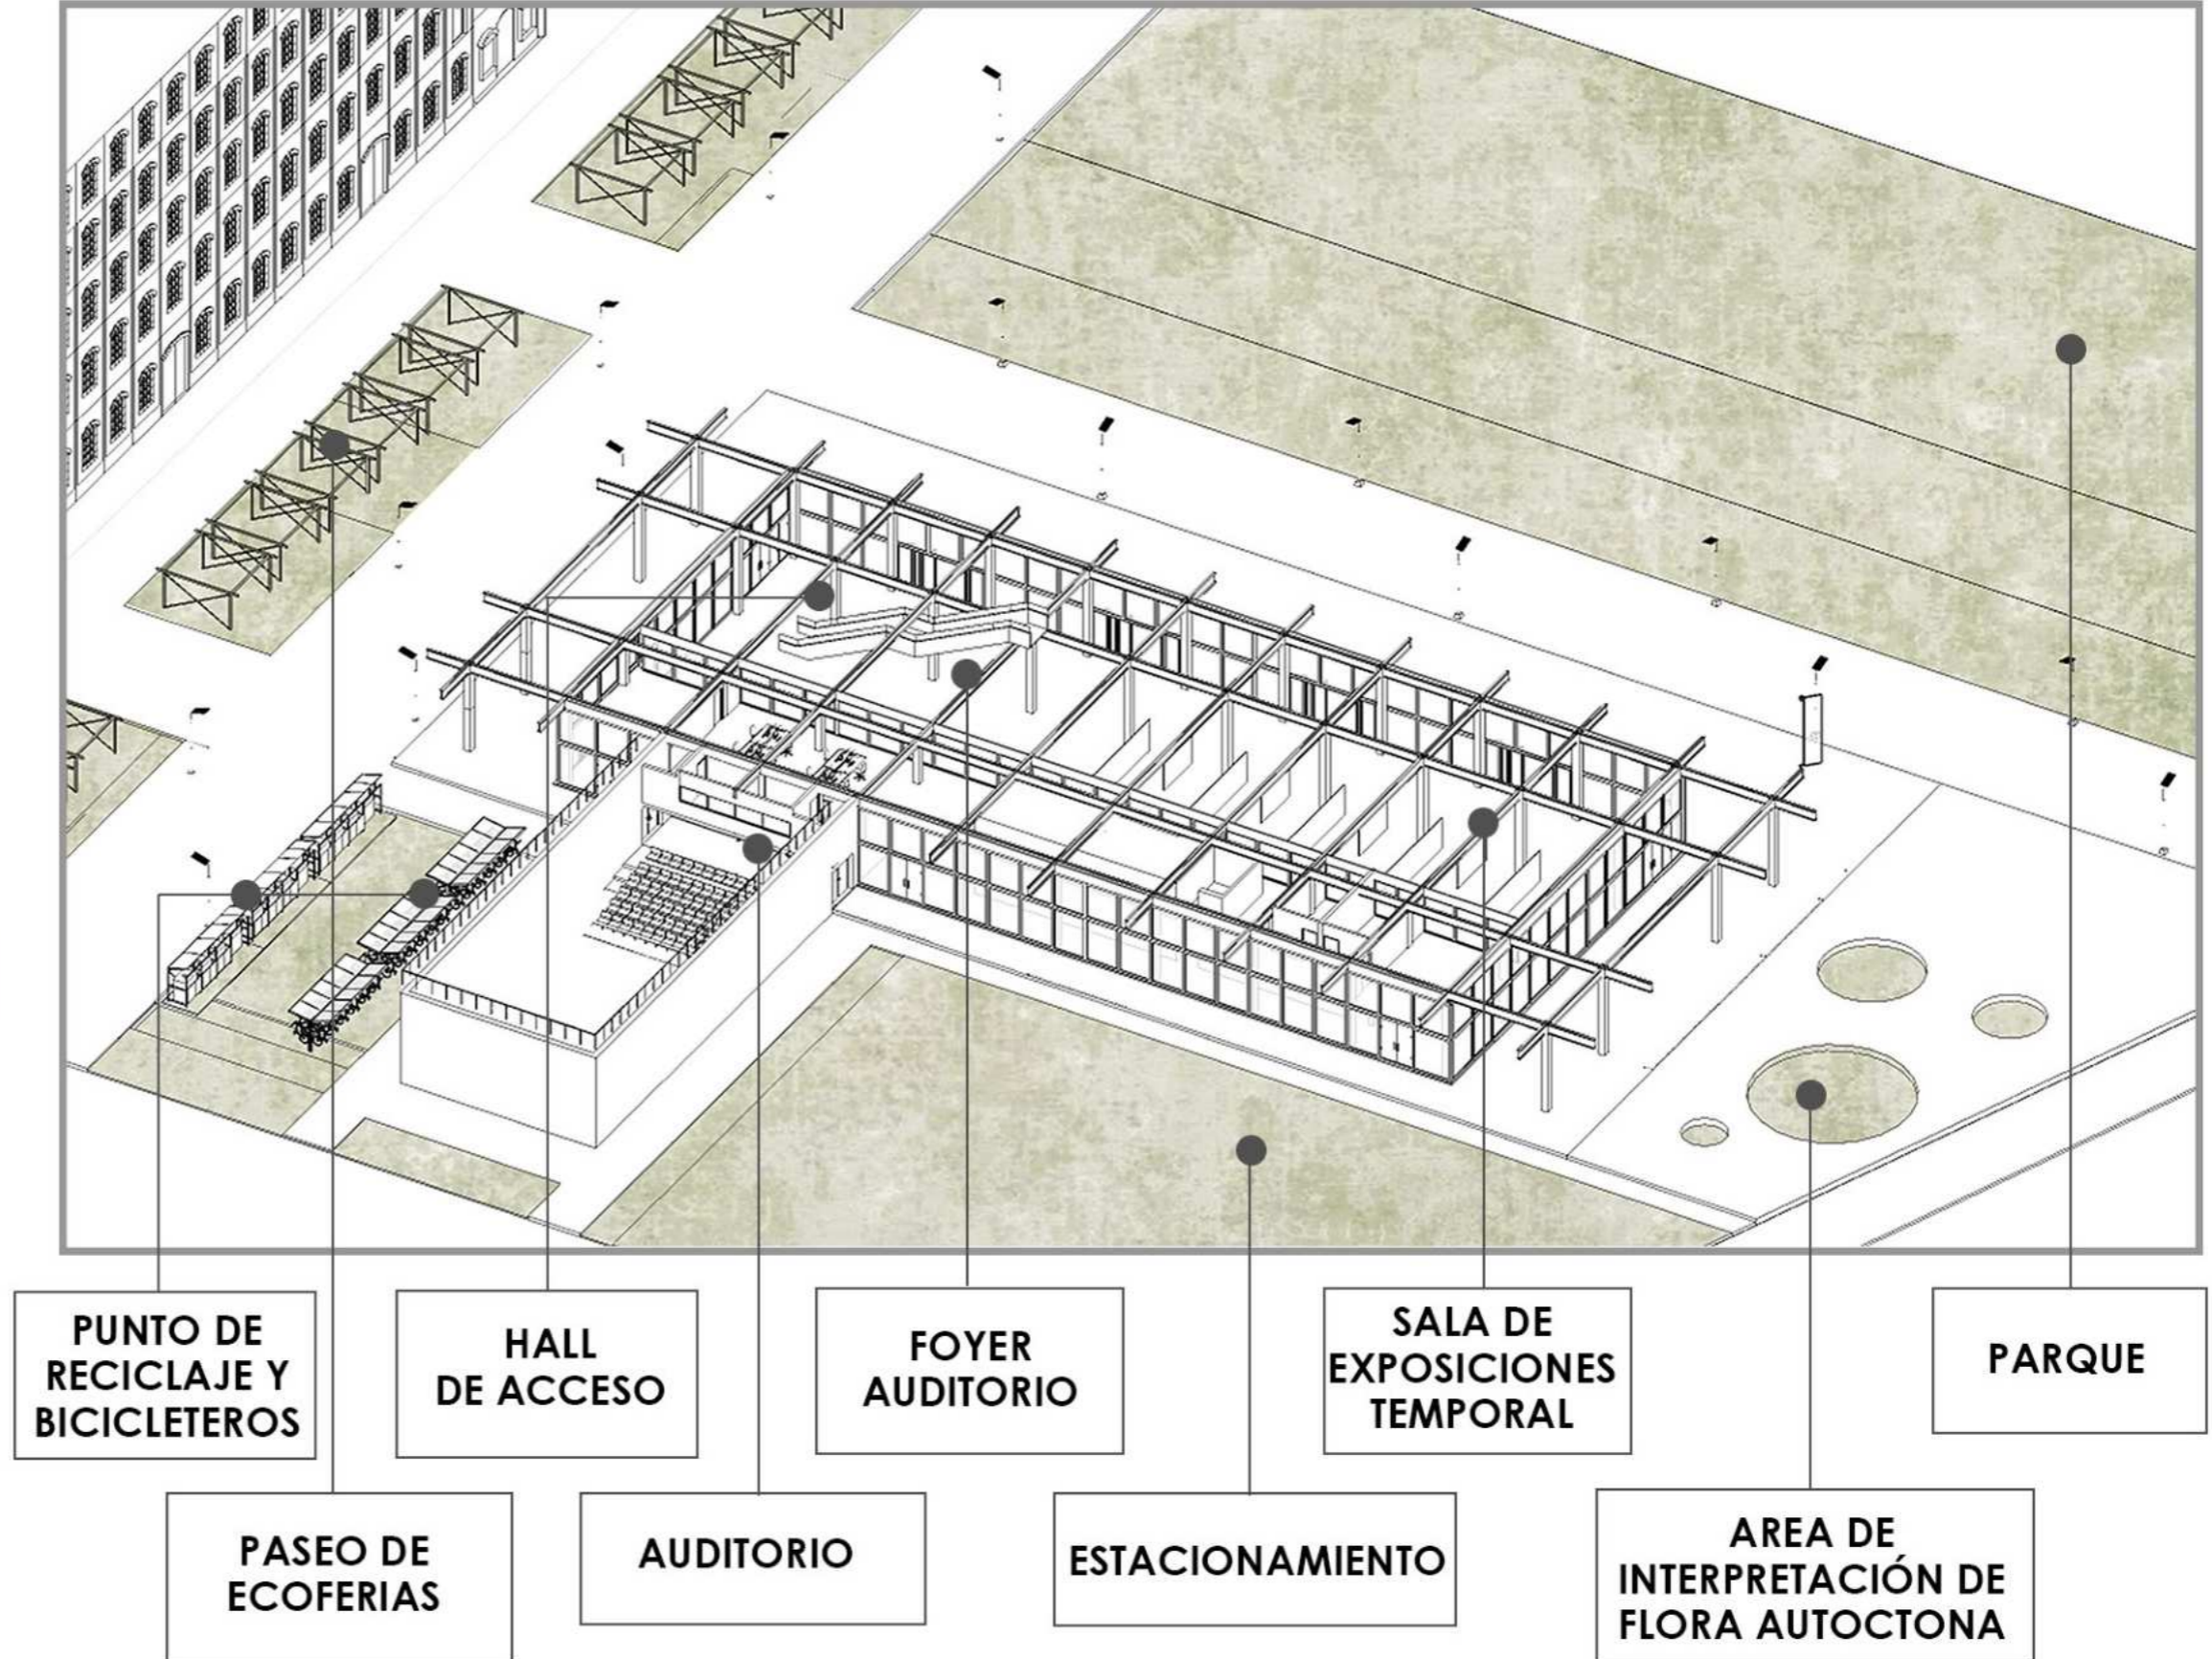 PUNTO DE
RECICLAJE Y
BICICLETEROS
HALL
DE ACCESO
FOYER
AUDITORIO
SALA DE
EXPOSICIONES
TEMPORAL
PARQUE
PASEO DE
ECOFERIAS
AUDITORIO
ESTACIONAMIENTO
AREA DE
INTERPRETACIÓN DE
FLORA AUTOCTONA